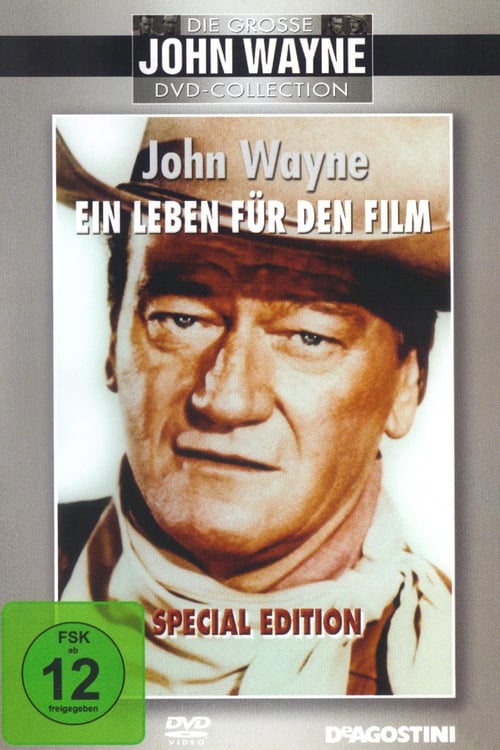 DIE GROSSE
JOHN WAYNE
DVD-COLLECTION
John Wayne
EIN LEBEN FÜR DEN FILM
SPECIAL EDITION
FSK
ab
12
freigegeben
DVD
VIDEO
DeAGOSTINI